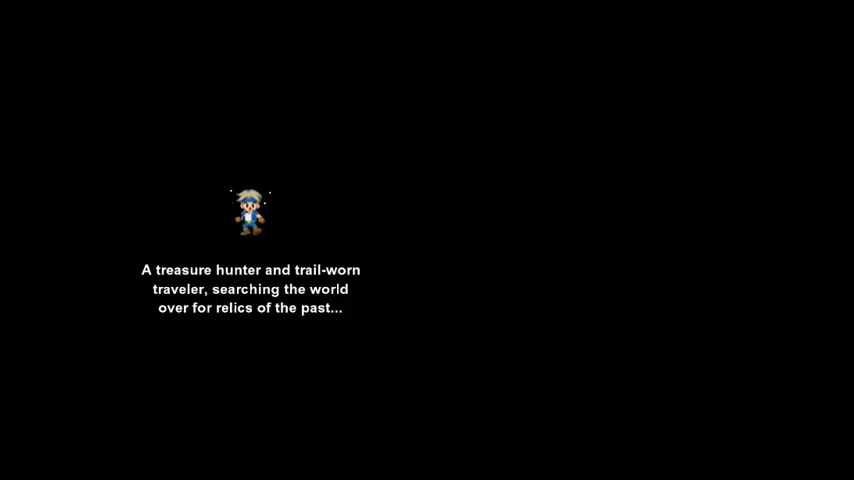 A treasure hunter and trail-worn
traveler, searching the world
over for relics of the past...